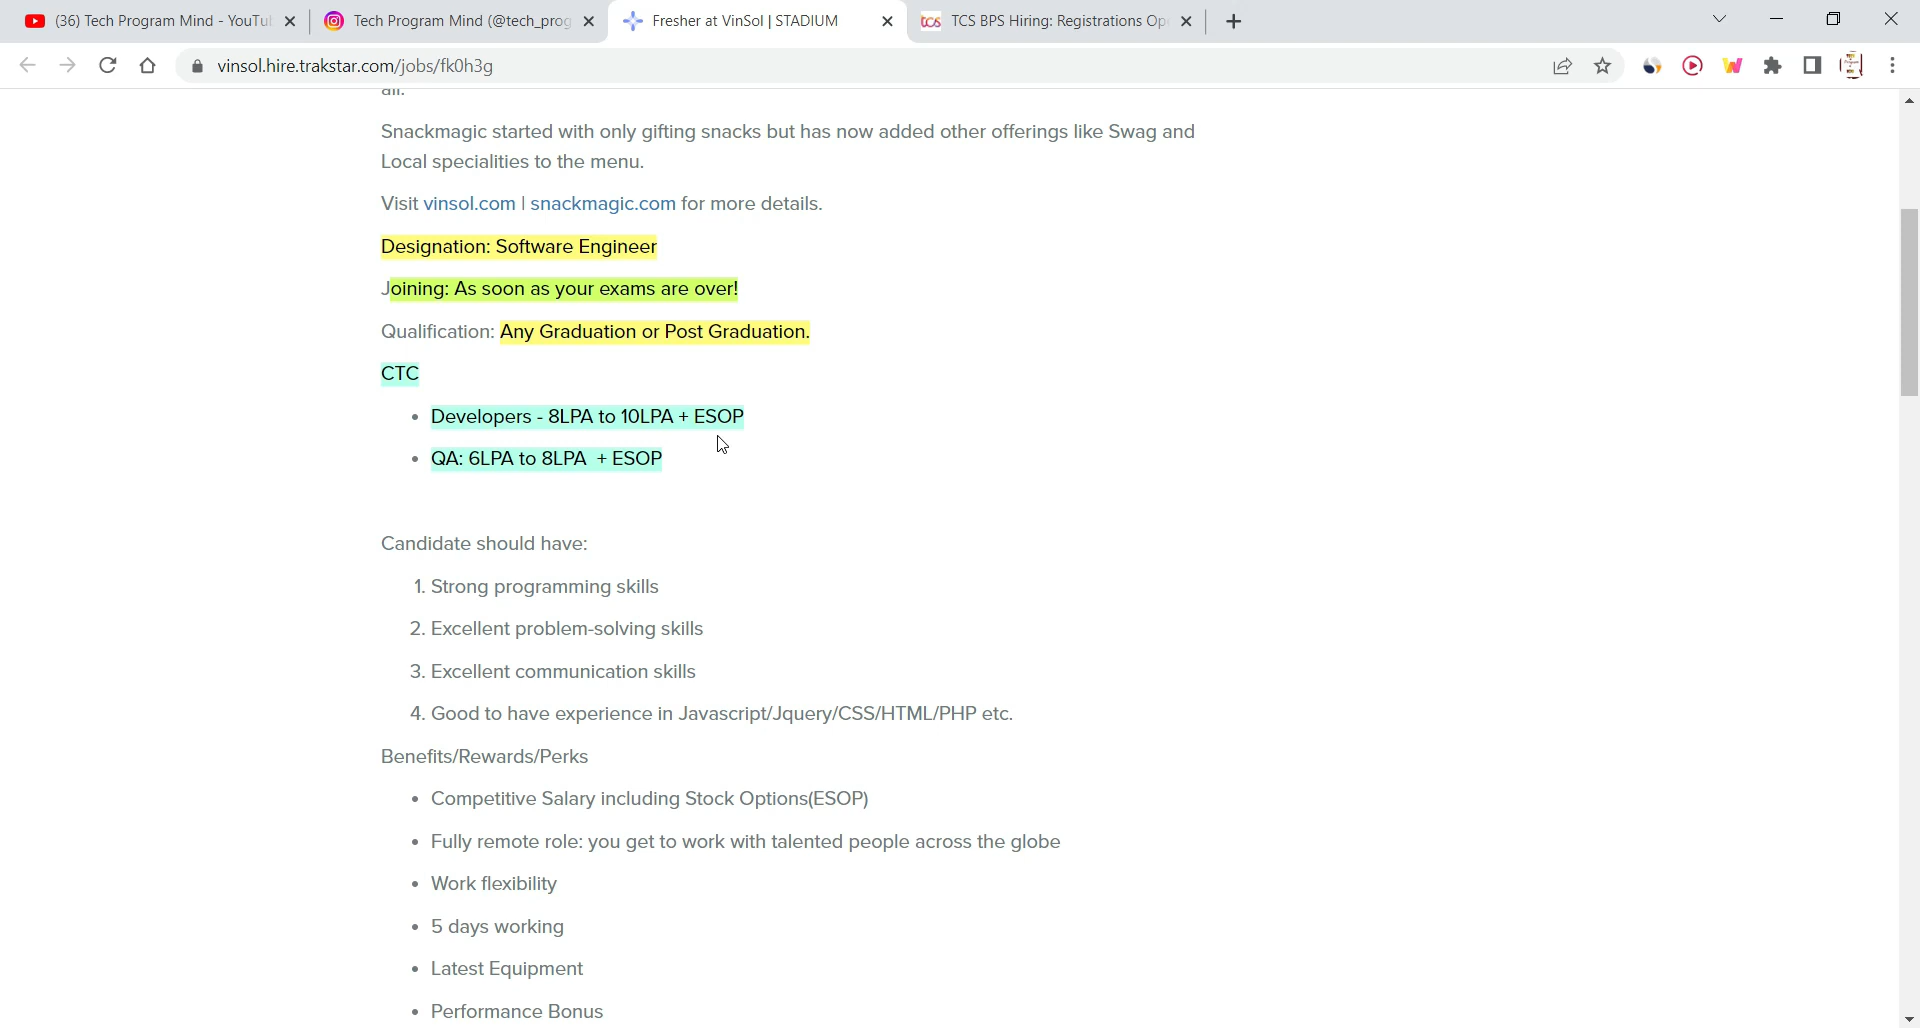 (36) Tech Program Mind - YouTu
Tech Program Mind (@tech_prog
Fresher at VinSol | STADIUM
tcs TCS BPS Hiring: Registrations Op
vinsol.hire.trakstar.com/jobs/fk0h3g
all.
Snackmagic started with only gifting snacks but has now added other offerings like Swag and
Local specialities to the menu.
Visit vinsol.com | snackmagic.com for more details.
Designation: Software Engineer
Joining: As soon as your exams are over!
Qualification: Any Graduation or Post Graduation.
CTC
• Developers - 8LPA to 10LPA + ESOP
• QA: 6LPA to 8LPA + ESOP
Candidate should have:
1. Strong programming skills
2. Excellent problem-solving skills
3. Excellent communication skills
4. Good to have experience in Javascript/Jquery/CSS/HTML/PHP etc.
Benefits/Rewards/Perks
• Competitive Salary including Stock Options(ESOP)
• Fully remote role: you get to work with talented people across the globe
• Work flexibility
• 5 days working
• Latest Equipment
• Performance Bonus